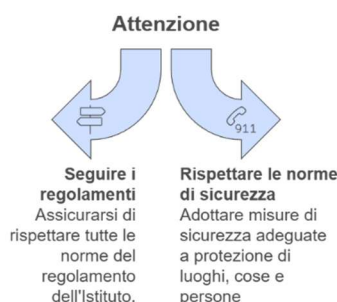 Attenzione
911
Seguire i
regolamenti
Assicurarsi di
rispettare tutte le
norme del
regolamento
dell'Istituto.
Rispettare le norme
di sicurezza
Adottare misure di
sicurezza adeguate
a protezione di
luoghi, cose e
persone